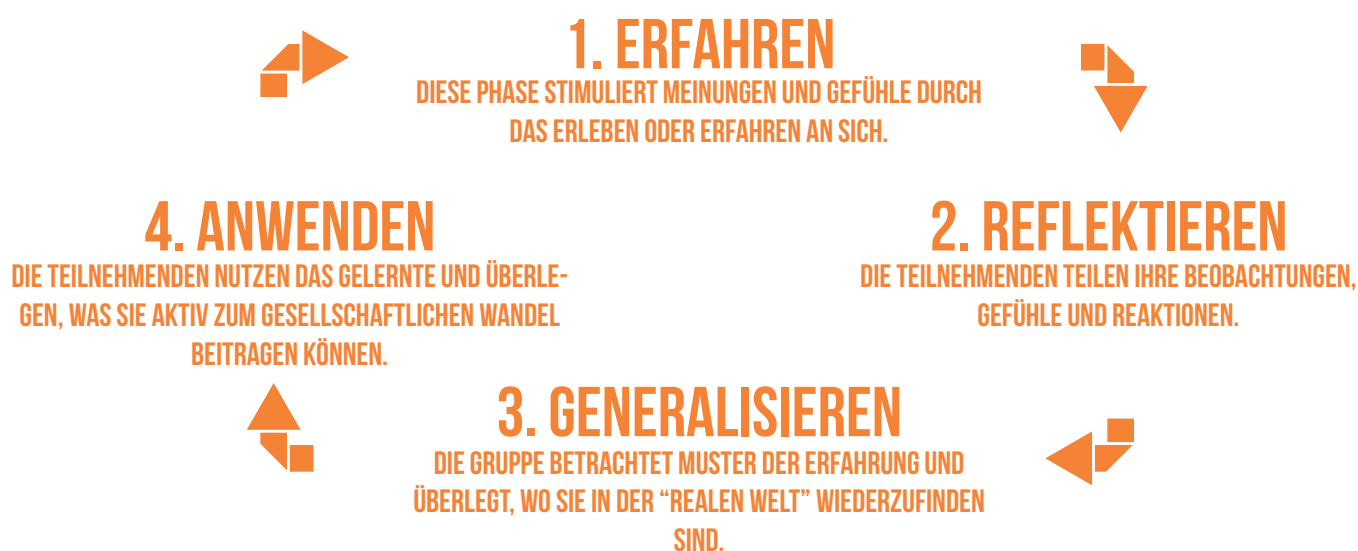 1. ERFAHREN
DIESE PHASE STIMULIERT MEINUNGEN UND GEFÜHLE DURCH
DAS ERLEBEN ODER ERFAHREN AN SICH.
2. REFLEKTIEREN
DIE TEILNEHMENDEN TEILEN IHRE BEOBACHTUNGEN,
GEFÜHLE UND REAKTIONEN.
3. GENERALISIEREN
DIE GRUPPE BETRACHTET MUSTER DER ERFAHRUNG UND
ÜBERLEGT, WO SIE IN DER “REALEN WELT” WIEDERZUFINDEN
SIND.
4. ANWENDEN
DIE TEILNEHMENDEN NUTZEN DAS GELERNTE UND ÜBERLE-
GEN, WAS SIE AKTIV ZUM GESELLSCHAFTLICHEN WANDEL
BEITRAGEN KÖNNEN.